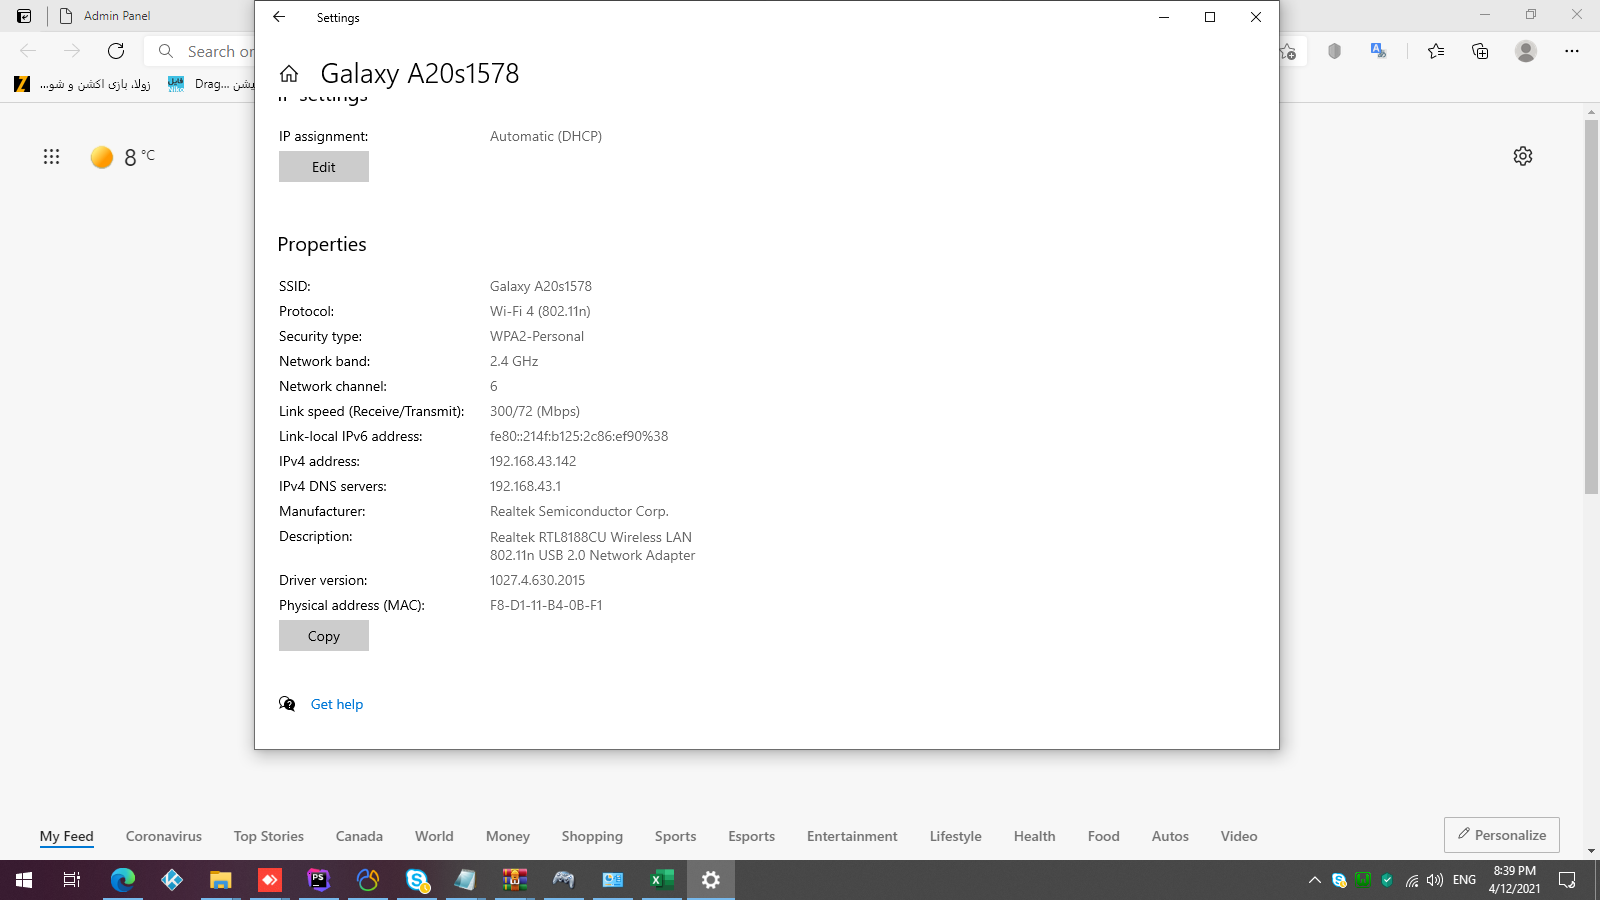 Admin Panel
Settings
Search or
Galaxy A20s1578
زولا، بازی اکشن و شو...
Drag...
یشن
IP settings
IP assignment:
Automatic (DHCP)
Edit
8 °C
Properties
SSID:
Galaxy A20s1578
Protocol:
Wi-Fi 4 (802.11n)
Security type:
WPA2-Personal
Network band:
2.4 GHz
Network channel:
6
Link speed (Receive/Transmit):
300/72 (Mbps)
Link-local IPv6 address:
fe80::214f:b125:2c86:ef90%38
IPv4 address:
192.168.43.142
IPv4 DNS servers:
192.168.43.1
Manufacturer:
Realtek Semiconductor Corp.
Description:
Realtek RTL8188CU Wireless LAN
802.11n USB 2.0 Network Adapter
Driver version:
1027.4.630.2015
Physical address (MAC):
F8-D1-11-B4-0B-F1
Copy
Get help
My Feed
Coronavirus
Top Stories
Canada
World
Money
Shopping
Sports
Esports
Entertainment
Lifestyle
Health
Food
Autos
Video
Personalize
ENG
8:39 PM
4/12/2021